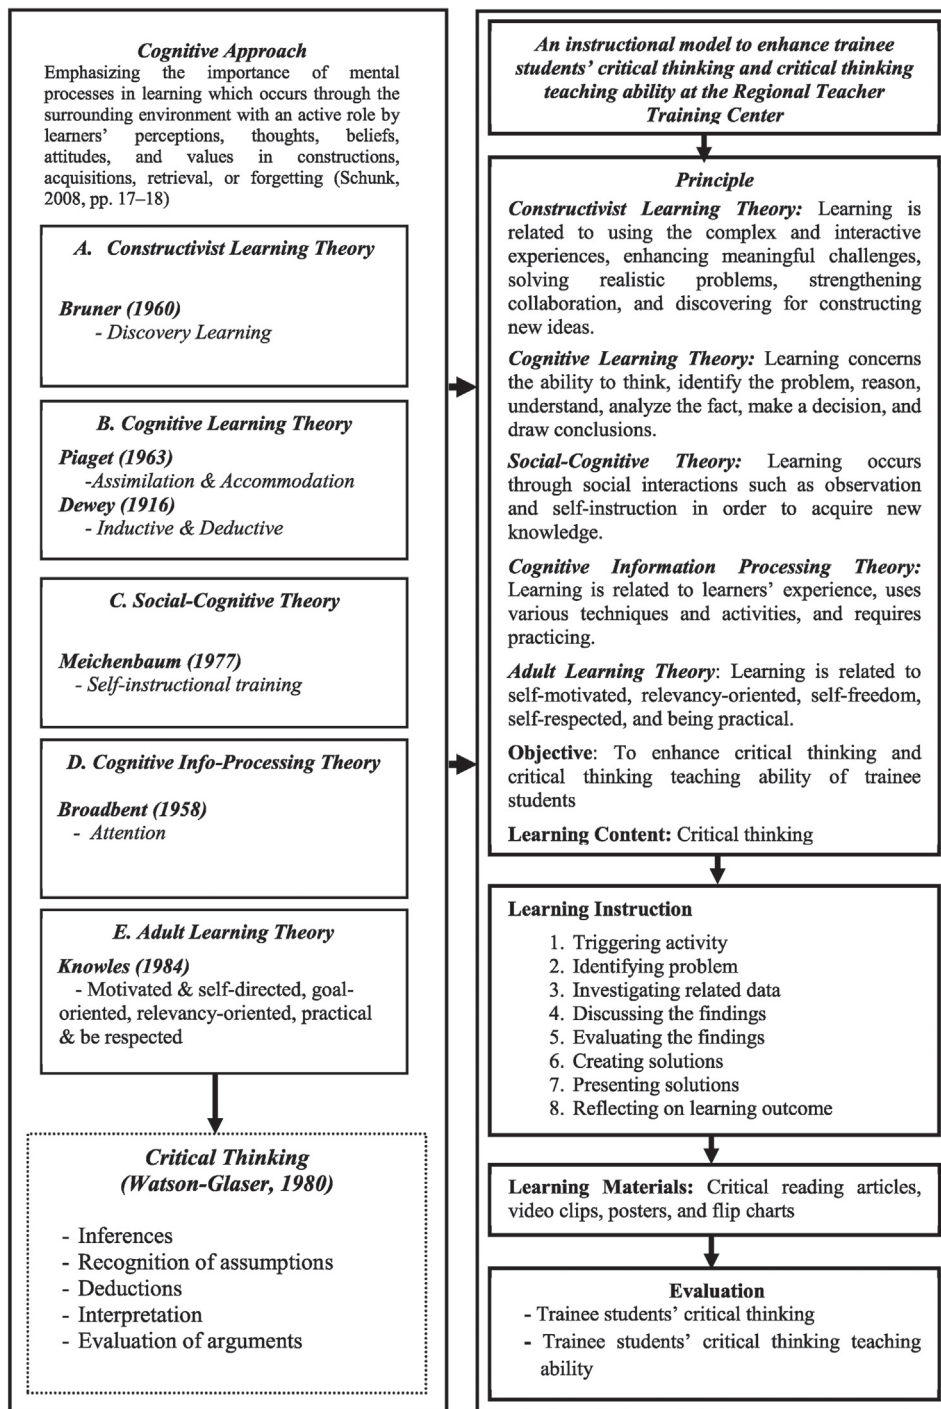 Cognitive Approach
Emphasizing the importance of mental
processes in learning which occurs through the
surrounding environment with an active role by
learners' perceptions, thoughts, beliefs,
attitudes, and values in constructions,
acquisitions, retrieval, or forgetting (Schunk,
2008, pp. 17–18)
A. Constructivist Learning Theory
Bruner (1960)
- Discovery Learning
B. Cognitive Learning Theory
Piaget (1963)
-Assimilation & Accommodation
Dewey (1916)
- Inductive & Deductive
C. Social-Cognitive Theory
Meichenbaum (1977)
- Self-instructional training
D. Cognitive Info-Processing Theory
Broadbent (1958)
- Attention
E. Adult Learning Theory
Knowles (1984)
- Motivated & self-directed, goal-
oriented, relevancy-oriented, practical
& be respected
Critical Thinking
(Watson-Glaser, 1980)
- Inferences
- Recognition of assumptions
- Deductions
- Interpretation
- Evaluation of arguments
An instructional model to enhance trainee
students' critical thinking and critical thinking
teaching ability at the Regional Teacher
Training Center
Principle
Constructivist Learning Theory: Learning is
related to using the complex and interactive
experiences, enhancing meaningful challenges,
solving realistic problems, strengthening
collaboration, and discovering for constructing
new ideas.
Cognitive Learning Theory: Learning concerns
the ability to think, identify the problem, reason,
understand, analyze the fact, make a decision, and
draw conclusions.
Social-Cognitive Theory: Learning occurs
through social interactions such as observation
and self-instruction in order to acquire new
knowledge.
Cognitive Information Processing Theory:
Learning is related to learners' experience, uses
various techniques and activities, and requires
practicing.
Adult Learning Theory: Learning is related to
self-motivated, relevancy-oriented, self-freedom,
self-respected, and being practical.
Objective: To enhance critical thinking and
critical thinking teaching ability of trainee
students
Learning Content: Critical thinking
Learning Instruction
1. Triggering activity
2. Identifying problem
3. Investigating related data
4. Discussing the findings
5. Evaluating the findings
6. Creating solutions
7. Presenting solutions
8. Reflecting on learning outcome
Learning Materials: Critical reading articles,
video clips, posters, and flip charts
Evaluation
- Trainee students' critical thinking
- Trainee students' critical thinking teaching
ability